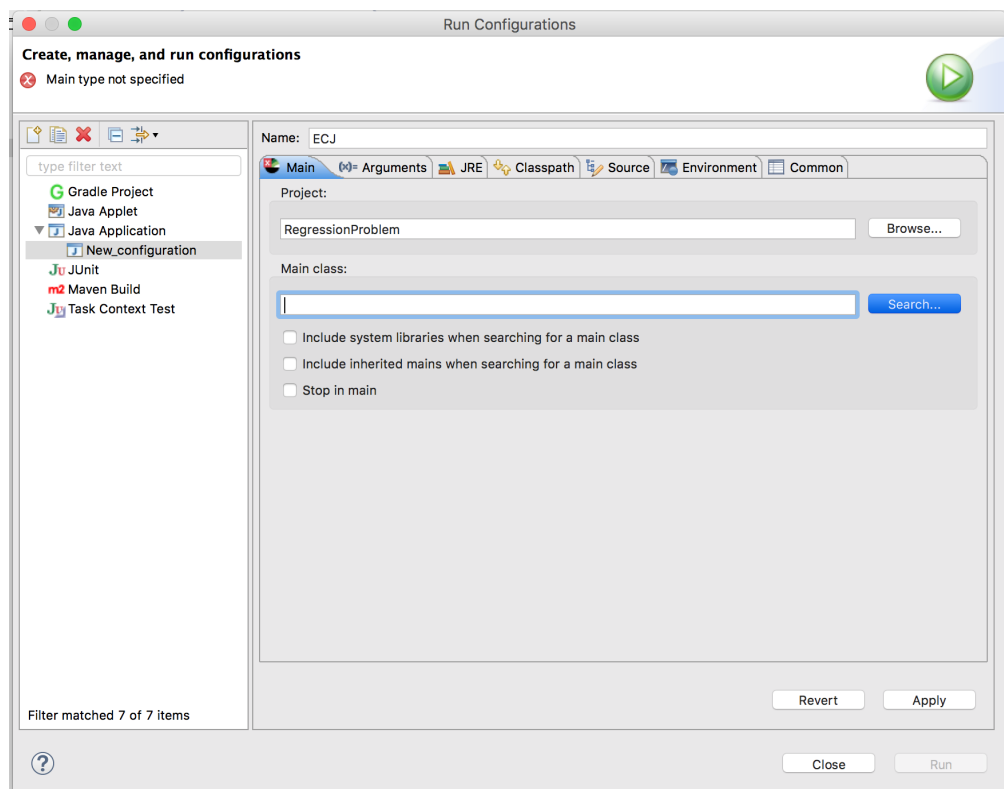 Run Configurations
Create, manage, and run configurations
Main type not specified
type filter text
Gradle Project
Java Applet
Java Application
New_configuration
Ju JUnit
m2 Maven Build
Ju Task Context Test
Filter matched 7 of 7 items
Name: ECJ
Main (x)= Arguments JRE Classpath Source Environment Common
Project:
RegressionProblem Browse...
Main class:
Search...
Include system libraries when searching for a main class
Include inherited mains when searching for a main class
Stop in main
Revert Apply
? Close Run